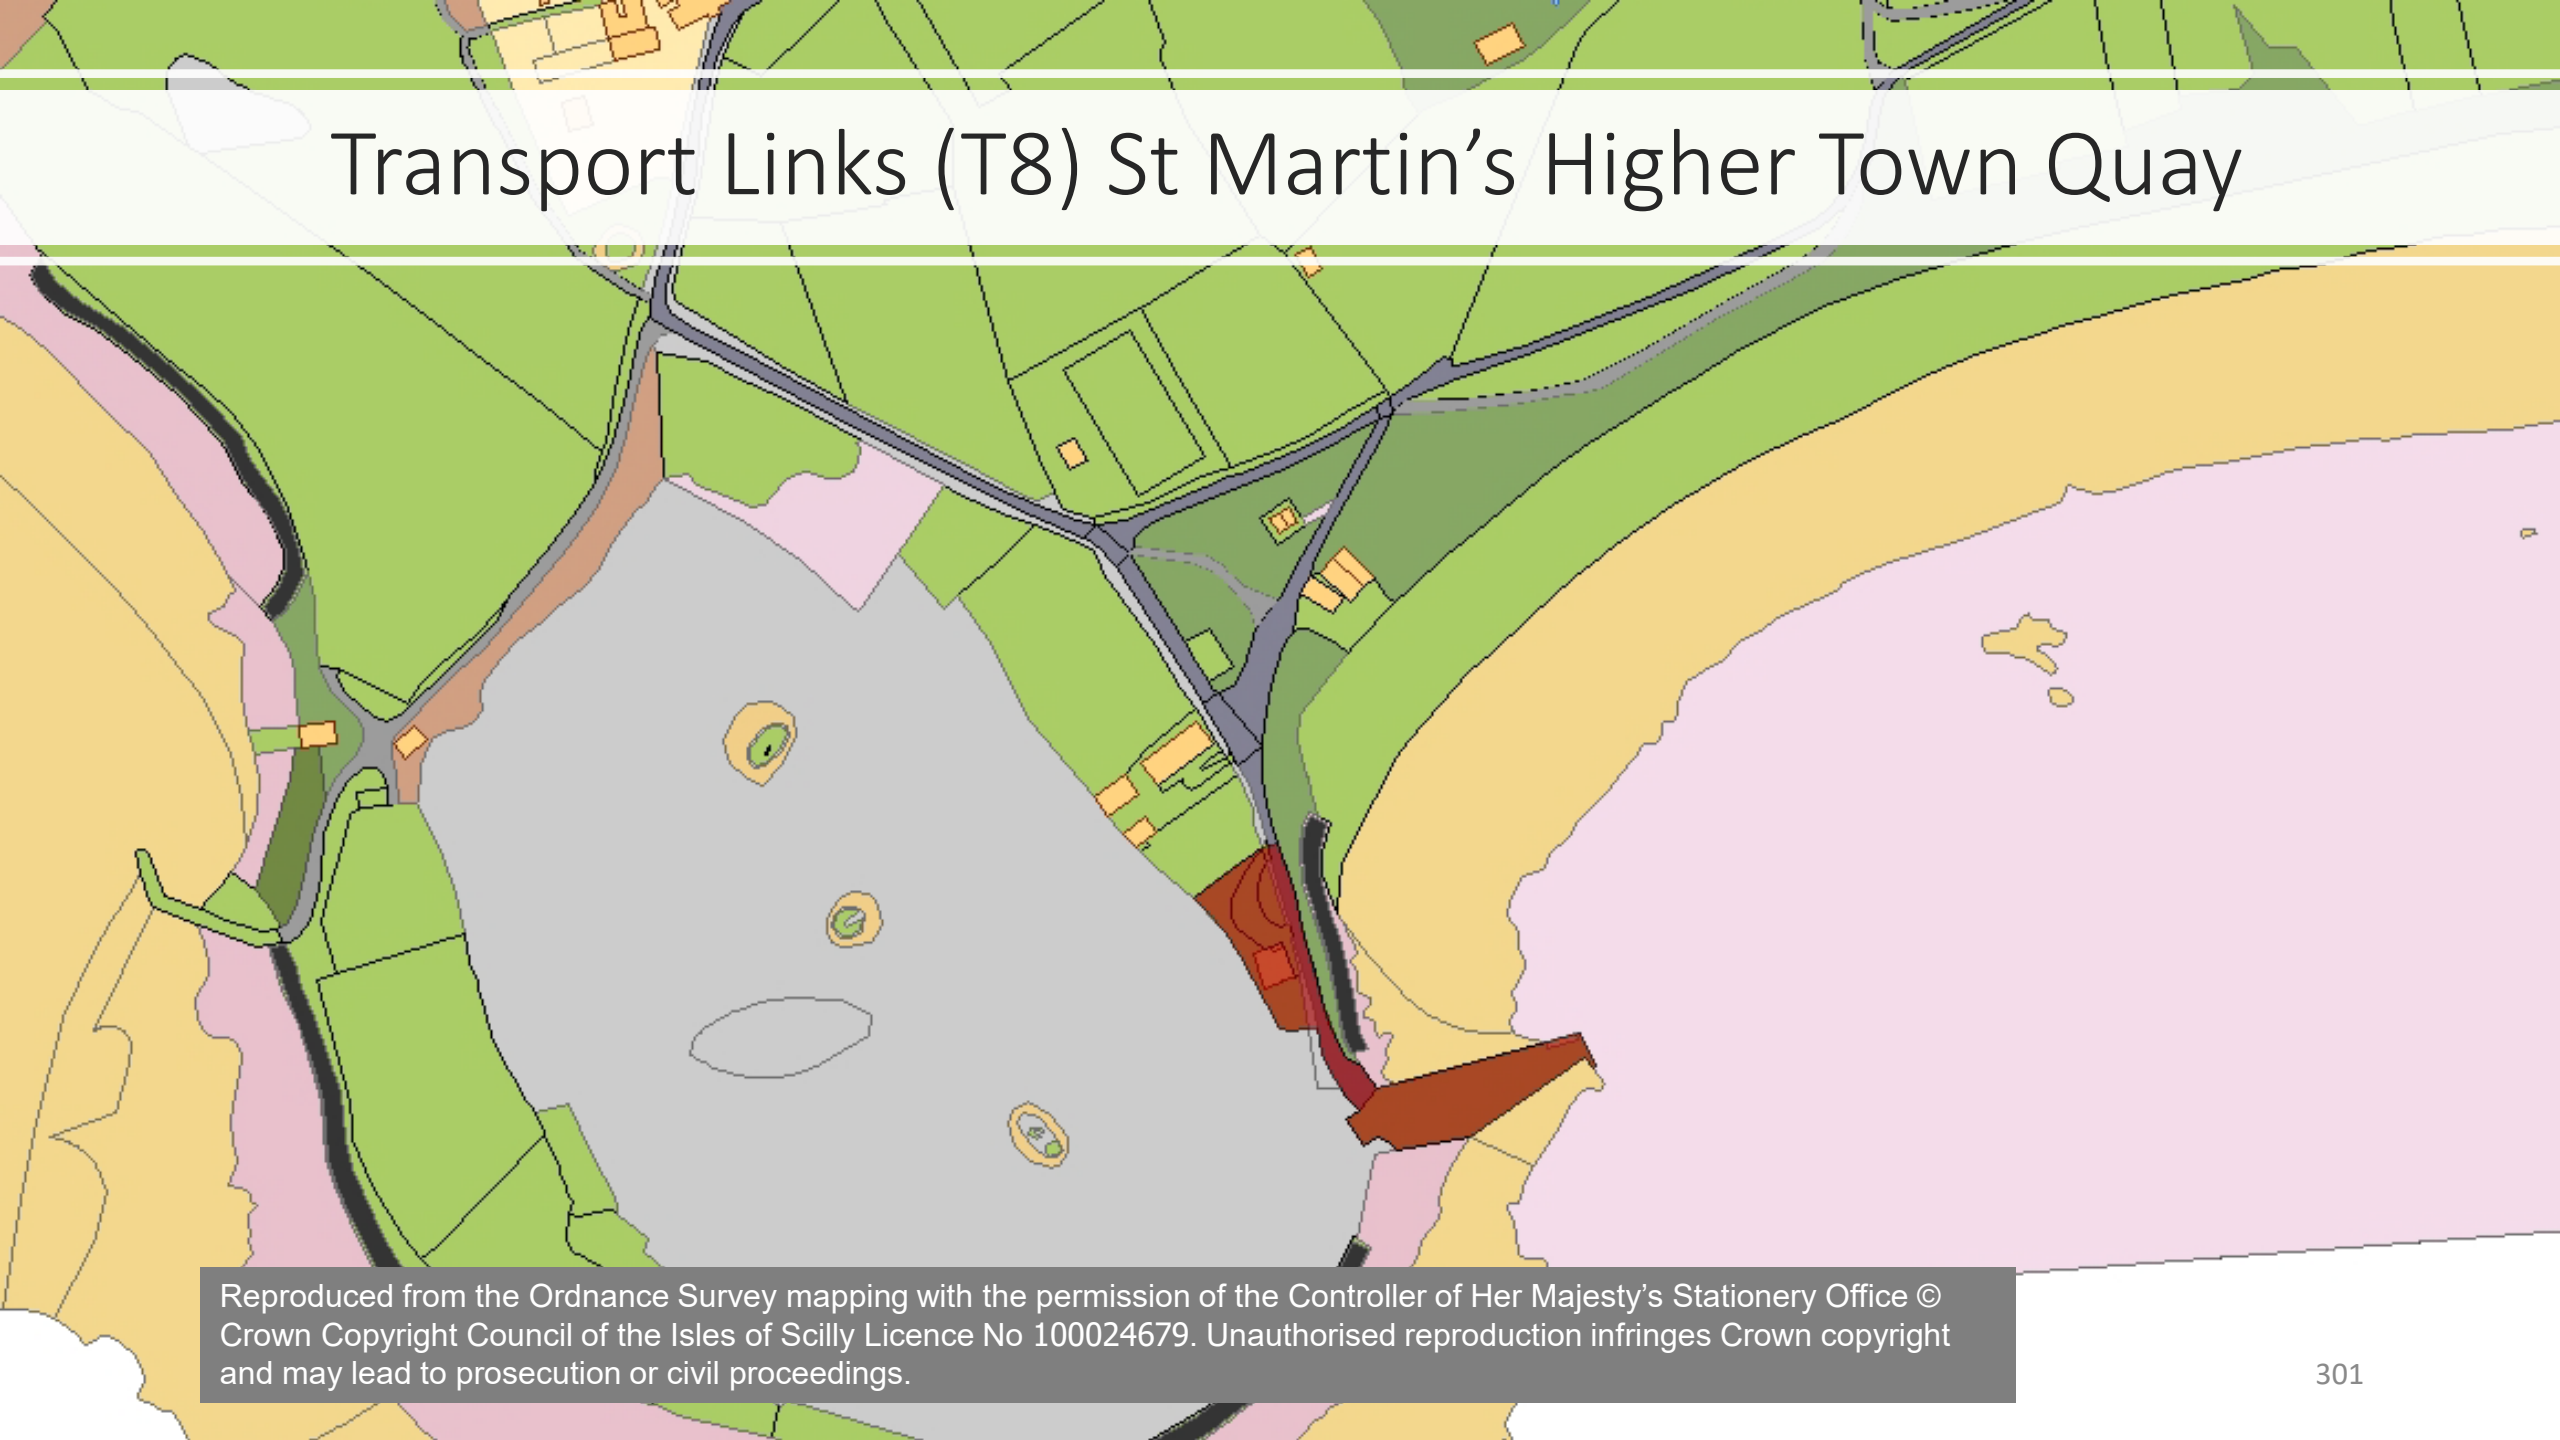 Transport Links (T8) St Martin’s Higher Town Quay
Reproduced from the Ordnance Survey mapping with the permission of the Controller of Her Majesty’s Stationery Office ©
Crown Copyright Council of the Isles of Scilly Licence No 100024679. Unauthorised reproduction infringes Crown copyright
and may lead to prosecution or civil proceedings.
301